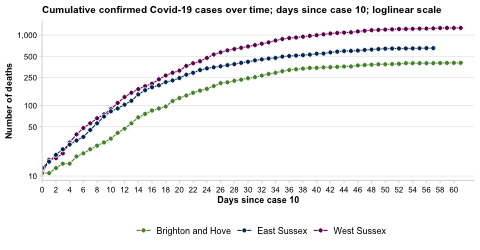 Cumulative confirmed Covid-19 cases over time; days since case 10; loglinear scale
Number of deaths
1,000
500
250
100
50
10
0 2 4 6 8 10 12 14 16 18 20 22 24 26 28 30 32 34 36 38 40 42 44 46 48 50 52 54 56 58 60
Days since case 10
Brighton and Hove East Sussex West Sussex